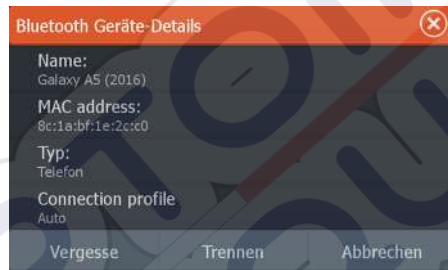 Bluetooth Geräte-Details
Name:
Galaxy A5 (2016)
MAC address:
8c:1a:bf:1e:2c:c0
Typ:
Telefon
Connection profile
Auto
Vergesse Trennen Abbrechen